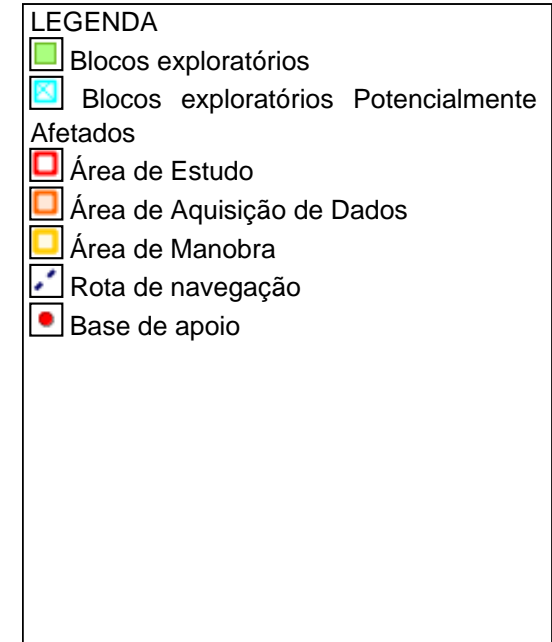 LEGENDA
Blocos exploratórios
Blocos exploratórios Potencialmente
Afetados
Área de Estudo
Área de Aquisição de Dados
Área de Manobra
Rota de navegação
Base de apoio